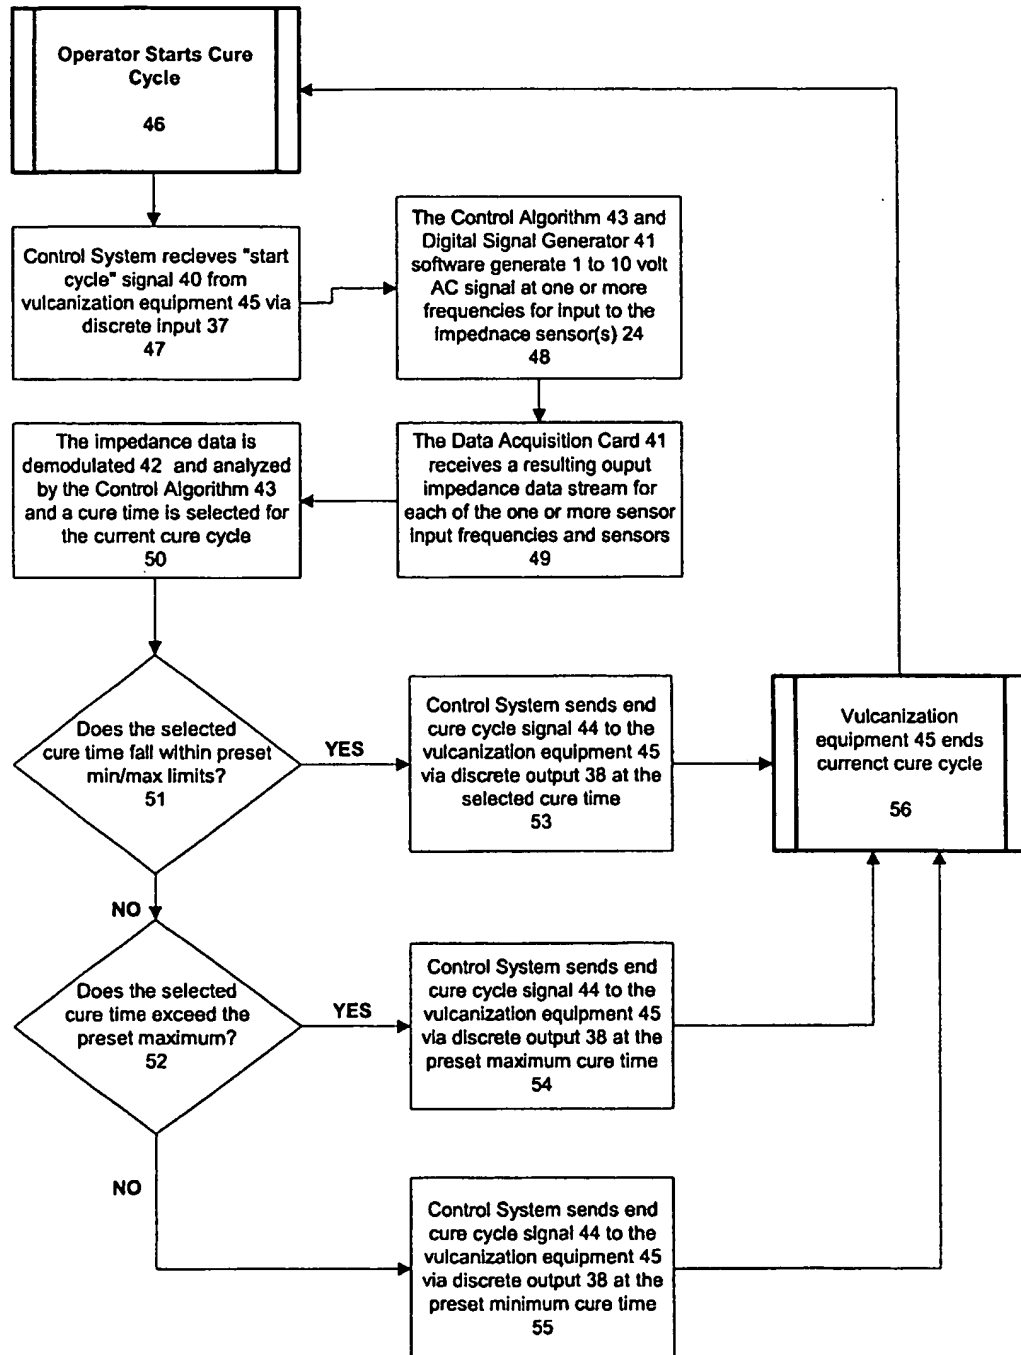 Operator Starts Cure
Cycle
46
Control System recieves "start
cycle" signal 40 from
vulcanization equipment 45 via
discrete input 37
47
The Control Algorithm 43 and
Digital Signal Generator 41
software generate 1 to 10 volt
AC signal at one or more
frequencies for input to the
impednace sensor(s) 24
48
The impedance data is
demodulated 42 and analyzed
by the Control Algorithm 43
and a cure time is selected for
the current cure cycle
50
The Data Acquisition Card 41
receives a resulting ouput
impedance data stream for
each of the one or more sensor
input frequencies and sensors
49
Does the selected
cure time fall within preset
min/max limits?
51
YES
Control System sends end
cure cycle signal 44 to the
vulcanization equipment 45
via discrete output 38 at the
selected cure time
53
Vulcanization
equipment 45 ends
currenct cure cycle
56
NO
Does the selected
cure time exceed the
preset maximum?
52
YES
Control System sends end
cure cycle signal 44 to the
vulcanization equipment 45
via discrete output 38 at the
preset maximum cure time
54
NO
Control System sends end
cure cycle signal 44 to the
vulcanization equipment 45
via discrete output 38 at the
preset minimum cure time
55